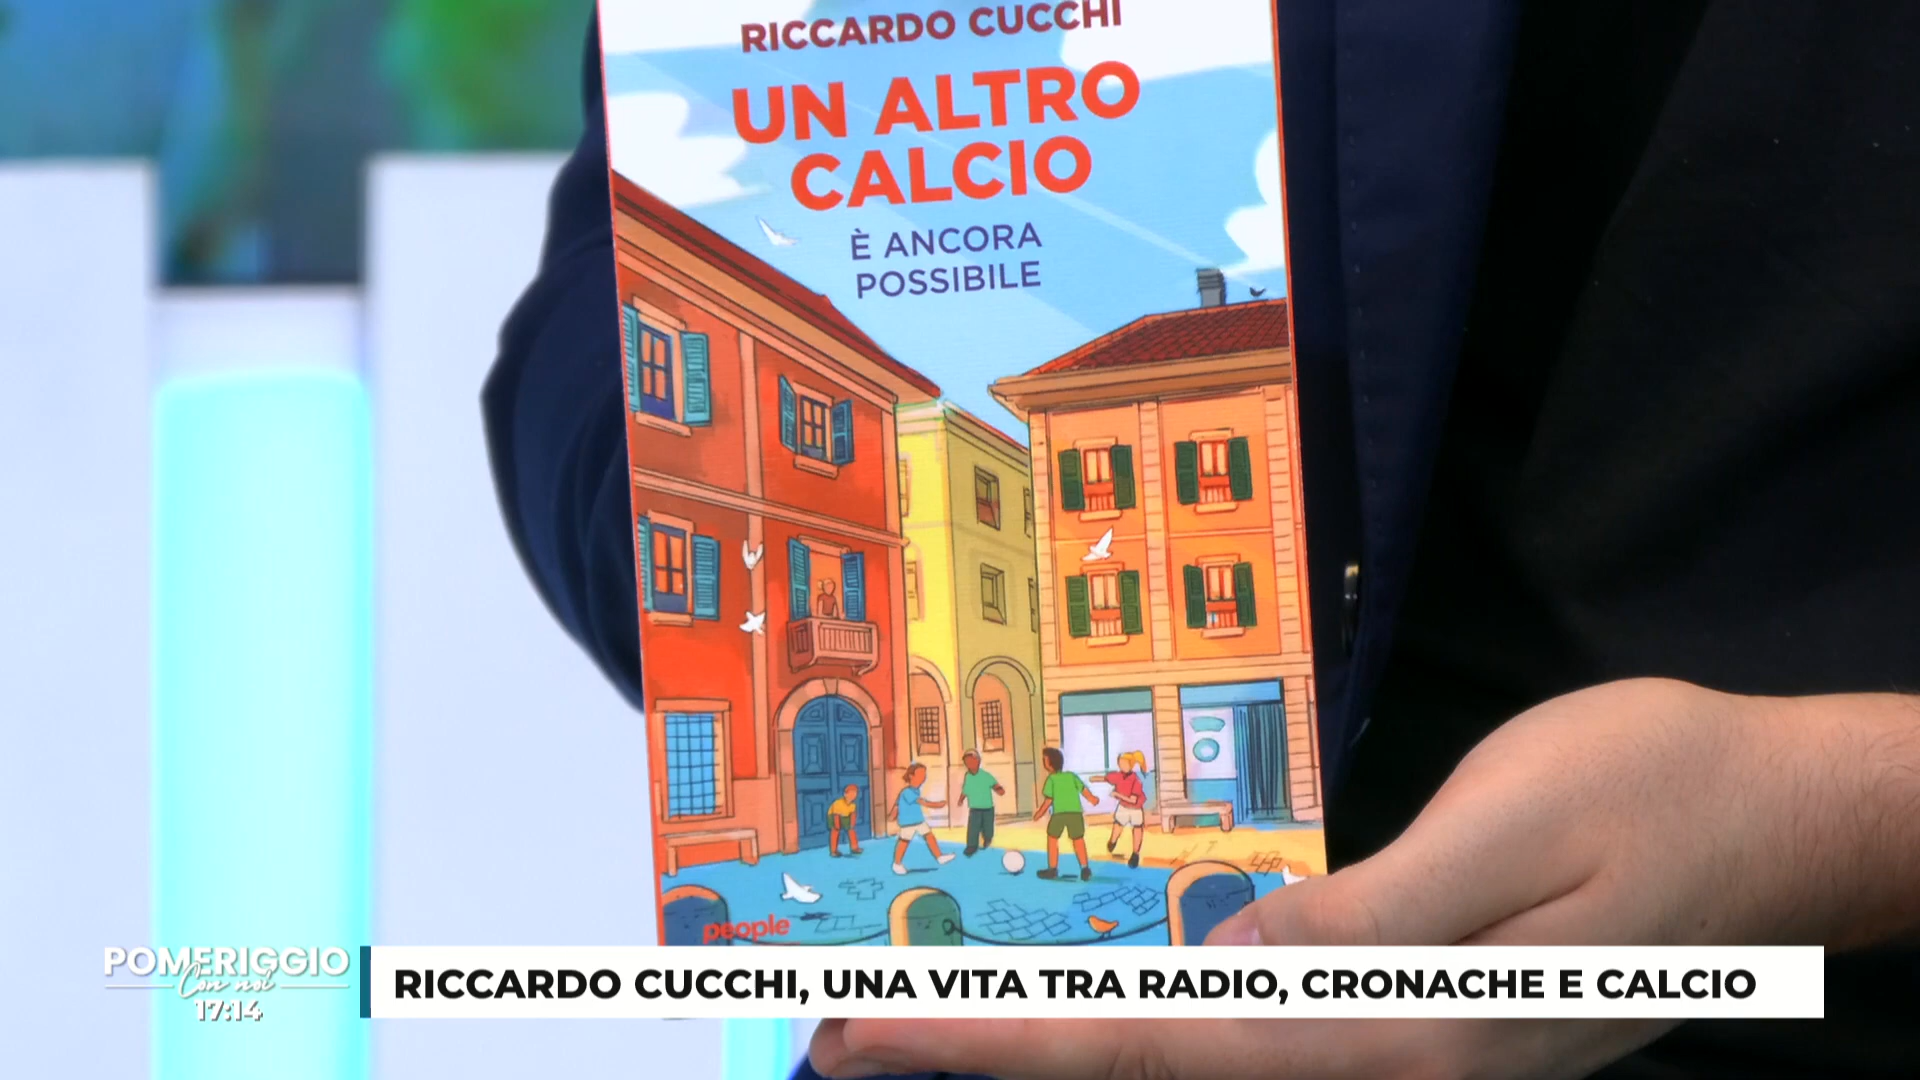 RICCARDO CUCCHI
UN ALTRO
CALCIO
È ANCORA
POSSIBILE
people
POMERIGGIO
Con noi
17:14
RICCARDO CUCCHI, UNA VITA TRA RADIO, CRONACHE E CALCIO